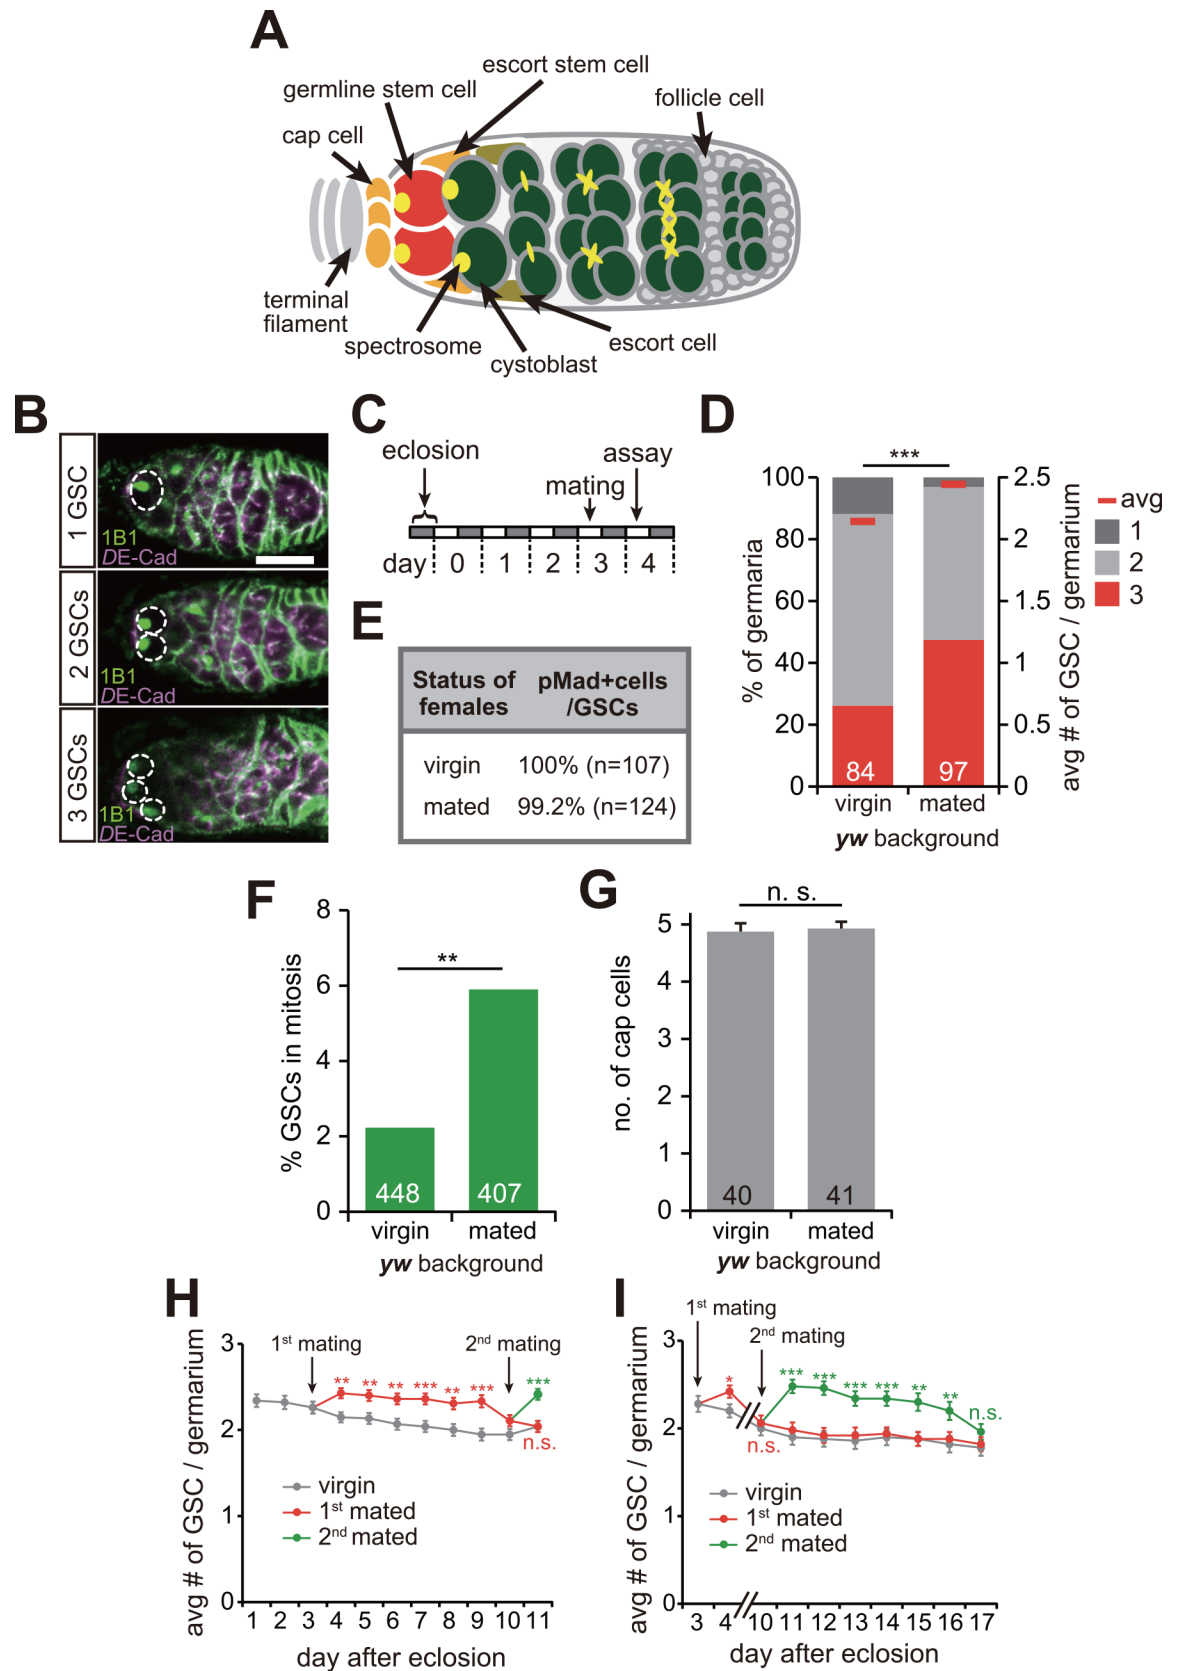 A
escort stem cell
germline stem cell
follicle cell
cap cell
terminal
filament
spectrosome
escort cell
cystoblast
B
1 GSC
1B1
DE-Cad
2 GSCs
1B1
DE-Cad
3 GSCs
1B1
DE-Cad
C
eclosion
assay
mating
day 0 1 2 3 4
D
***
% of germaria
100
80
60
40
20
0
2.5
2
1.5
1
0.5
0
avg # of GSC / germarium
avg
1
2
3
84 97
virgin mated
yw background
E
Status of females
pMad+cells /GSCs
virgin 100% (n=107)
mated 99.2% (n=124)
F
% GSCs in mitosis
8
6
4
2
0
**
448 407
virgin mated
yw background
G
n. s.
no. of cap cells
5
4
3
2
1
0
40 41
virgin mated
yw background
H
avg # of GSC / germarium
3
2
1
0
1st mating
2nd mating
** ** ** *** ** *** ***
n.s.
virgin
1st mated
2nd mated
1 2 3 4 5 6 7 8 9 10 11
day after eclosion
I
avg # of GSC / germarium
3
2
1
0
1st mating
2nd mating
* *** *** *** *** ** ** n.s.
n.s.
virgin
1st mated
2nd mated
3 4 10 11 12 13 14 15 16 17
day after eclosion